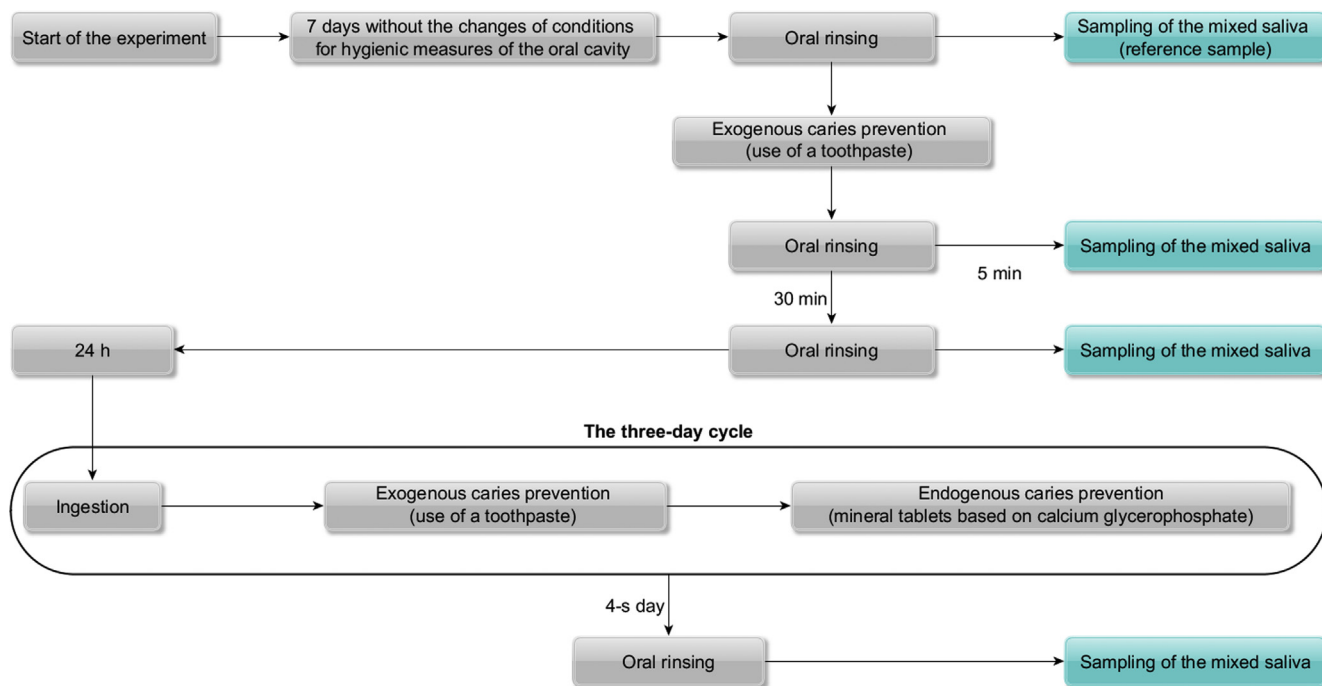 Start of the experiment
7 days without the changes of conditions
for hygienic measures of the oral cavity
Oral rinsing
Sampling of the mixed saliva
(reference sample)
Exogenous caries prevention
(use of a toothpaste)
Oral rinsing
Sampling of the mixed saliva
5 min
30 min
24 h
Oral rinsing
Sampling of the mixed saliva
The three-day cycle
Ingestion
Exogenous caries prevention
(use of a toothpaste)
Endogenous caries prevention
(mineral tablets based on calcium glycerophosphate)
4-s day
Oral rinsing
Sampling of the mixed saliva